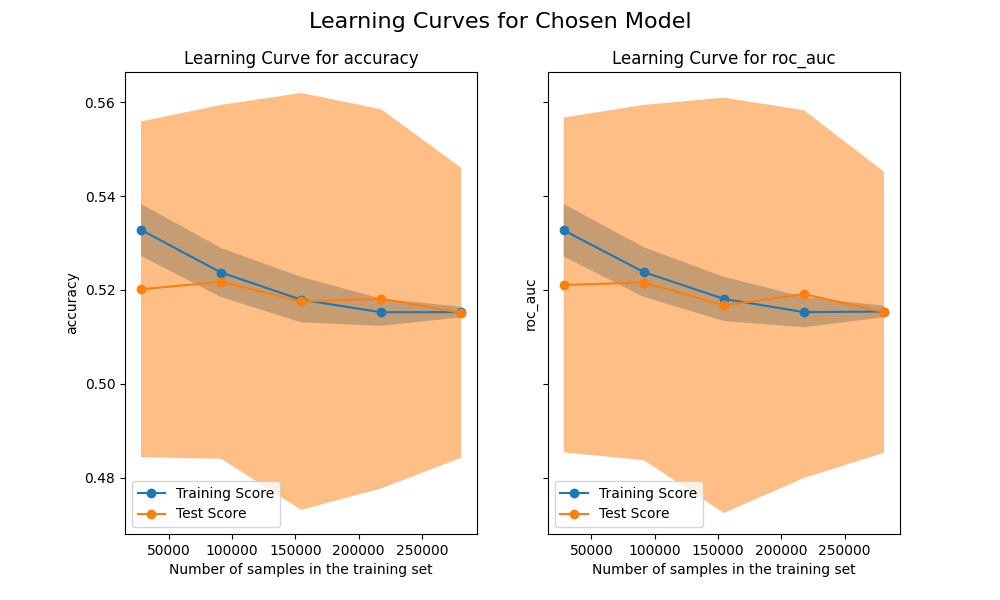 Learning Curves for Chosen Model
Learning Curve for accuracy
accuracy
0.56
0.54
0.52
0.50
0.48
Training Score
Test Score
50000 100000 150000 200000 250000
Number of samples in the training set
Learning Curve for roc_auc
roc_auc
Training Score
Test Score
50000 100000 150000 200000 250000
Number of samples in the training set